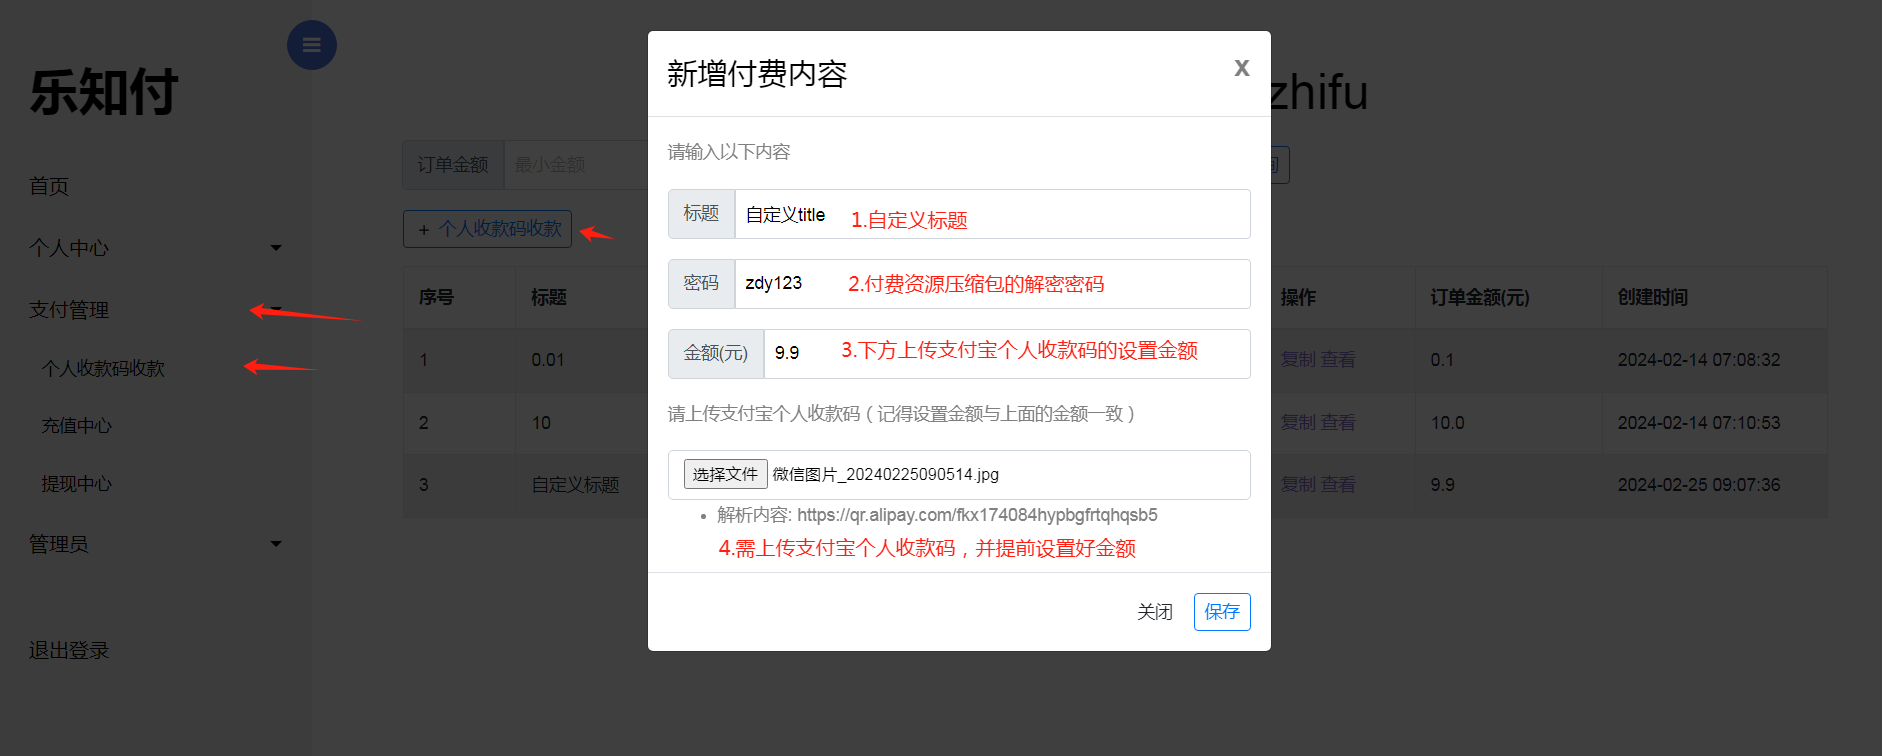 乐知付
zhifu
首页
个人中心
支付管理
个人收款码收款
充值中心
提现中心
管理员
退出登录
订单金额 最小金额
+ 个人收款码收款
序号 标题 操作 订单金额(元) 创建时间
1 0.01 复制 查看 0.1 2024-02-14 07:08:32
2 10 复制 查看 10.0 2024-02-14 07:10:53
3 自定义标题 复制 查看 9.9 2024-02-25 09:07:36
新增付费内容 X
请输入以下内容
标题 自定义title 1.自定义标题
密码 zdy123 2.付费资源压缩包的解密密码
金额(元) 9.9 3.下方上传支付宝个人收款码的设置金额
请上传支付宝个人收款码（记得设置金额与上面的金额一致）
选择文件 微信图片_20240225090514.jpg
• 解析内容: https://qr.alipay.com/fkx174084hypbgfrtqhqsb5
4.需上传支付宝个人收款码，并提前设置好金额
关闭 保存